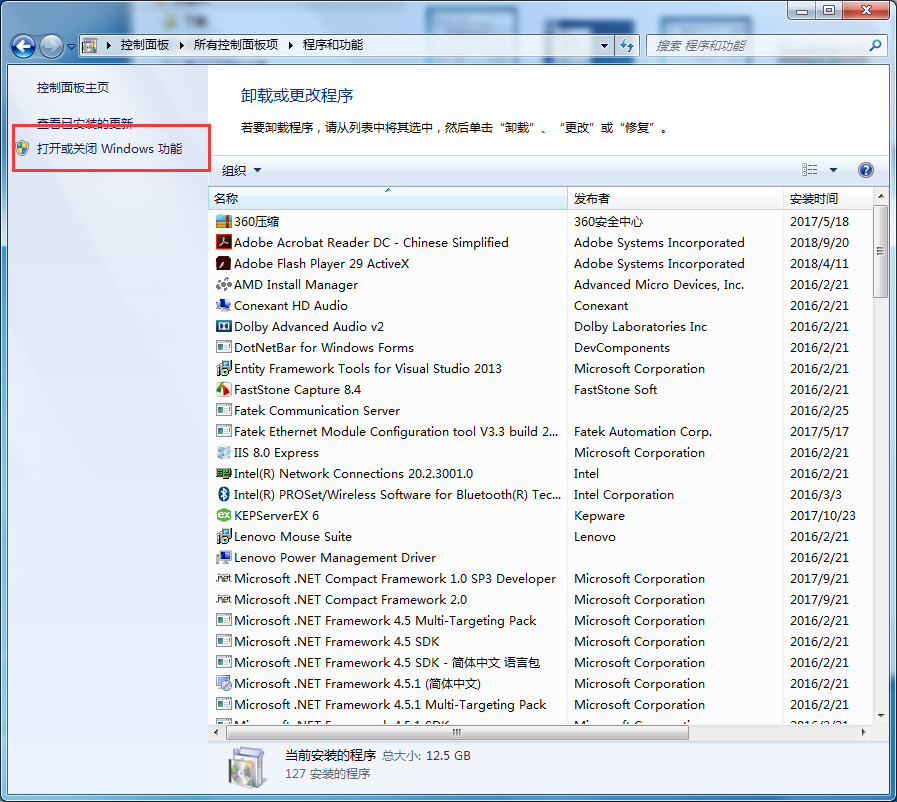 控制面板 ▸ 所有控制面板项 ▸ 程序和功能
搜索 程序和功能
控制面板主页
查看已安装的更新
打开或关闭 Windows 功能
卸载或更改程序
若要卸载程序，请从列表中将其选中，然后单击“卸载”、“更改”或“修复”。
组织
名称 发布者 安装时间
360压缩 360安全中心 2017/5/18
Adobe Acrobat Reader DC - Chinese Simplified Adobe Systems Incorporated 2018/9/20
Adobe Flash Player 29 ActiveX Adobe Systems Incorporated 2018/4/11
AMD Install Manager Advanced Micro Devices, Inc. 2016/2/21
Conexant HD Audio Conexant 2016/2/21
Dolby Advanced Audio v2 Dolby Laboratories Inc 2016/2/21
DotNetBar for Windows Forms DevComponents 2016/2/21
Entity Framework Tools for Visual Studio 2013 Microsoft Corporation 2016/2/21
FastStone Capture 8.4 FastStone Soft 2016/2/21
Fatek Communication Server 2016/2/25
Fatek Ethernet Module Configuration tool V3.3 build 2... Fatek Automation Corp. 2017/5/17
IIS 8.0 Express Microsoft Corporation 2016/2/21
Intel(R) Network Connections 20.2.3001.0 Intel 2016/2/21
Intel(R) PROSet/Wireless Software for Bluetooth(R) Tec... Intel Corporation 2016/3/3
KEPServerEX 6 Kepware 2017/10/23
Lenovo Mouse Suite Lenovo 2016/2/21
Lenovo Power Management Driver 2016/2/21
Microsoft .NET Compact Framework 1.0 SP3 Developer Microsoft Corporation 2017/9/21
Microsoft .NET Compact Framework 2.0 Microsoft Corporation 2017/9/21
Microsoft .NET Framework 4.5 Multi-Targeting Pack Microsoft Corporation 2016/2/21
Microsoft .NET Framework 4.5 SDK Microsoft Corporation 2016/2/21
Microsoft .NET Framework 4.5 SDK - 简体中文 语言包 Microsoft Corporation 2016/2/21
Microsoft .NET Framework 4.5.1 (简体中文) Microsoft Corporation 2016/2/21
Microsoft .NET Framework 4.5.1 Multi-Targeting Pack Microsoft Corporation 2016/2/21
Microsoft .NET Framework 4.5.1 SDK Microsoft Corporation 2016/2/21
当前安装的程序 总大小: 12.5 GB
127 安装的程序